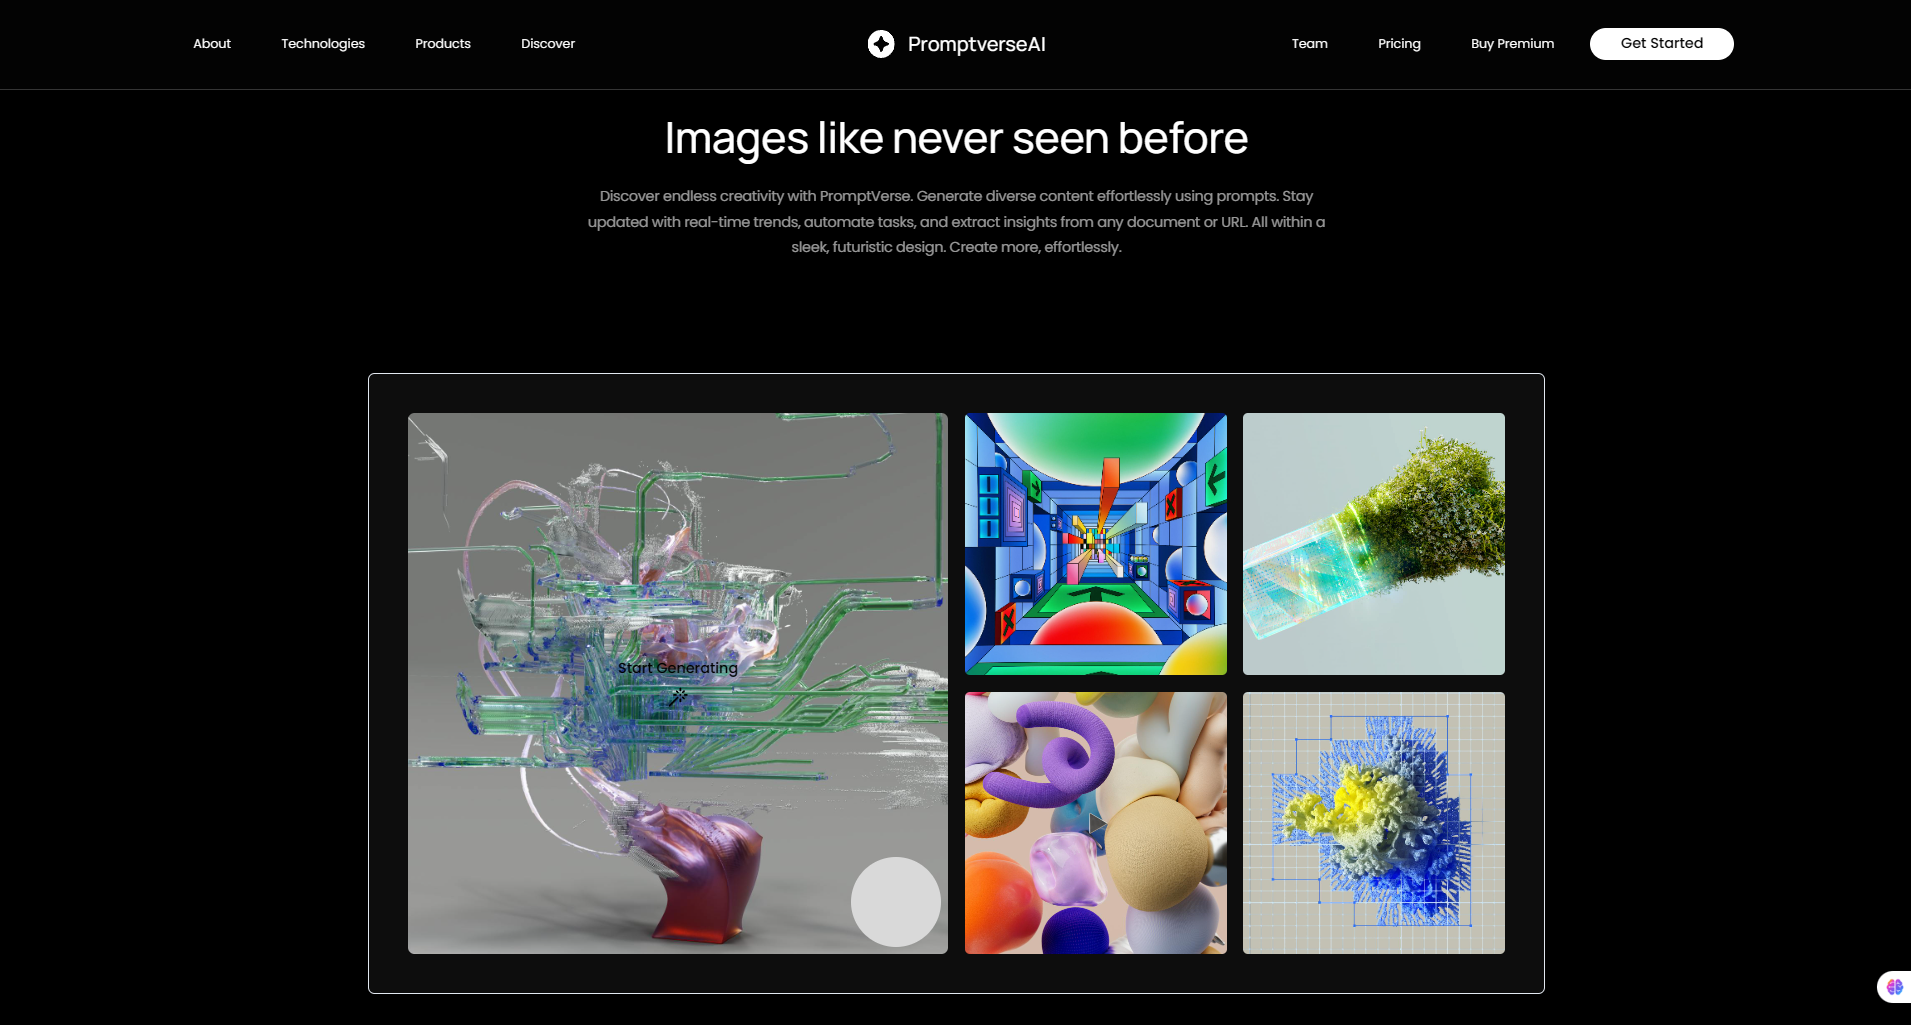 About
Technologies
Products
Discover
PromptverseAI
Team
Pricing
Buy Premium
Get Started
Images like never seen before
Discover endless creativity with PromptVerse. Generate diverse content effortlessly using prompts. Stay
updated with real-time trends, automate tasks, and extract insights from any document or URL. All within a
sleek, futuristic design. Create more, effortlessly.
Start Generating